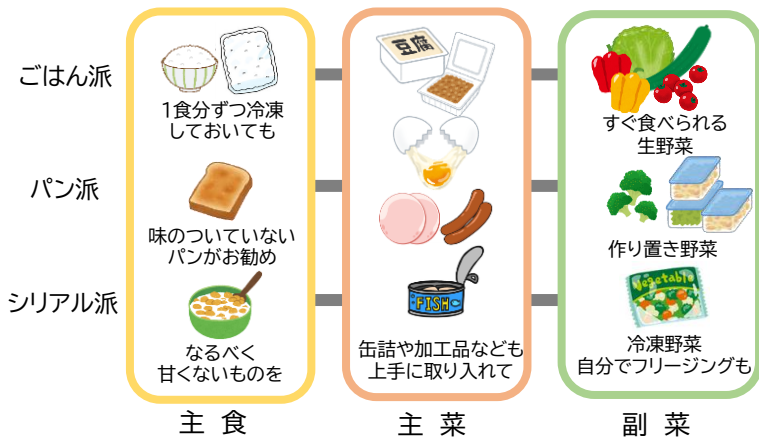 ごはん派
1食分ずつ冷凍
しておいても
豆腐
すぐ食べられる
生野菜
パン派
味のついていない
パンがお勧め
作り置き野菜
シリアル派
なるべく
甘くないものを
FISH
缶詰や加工品なども
上手に取り入れて
Vegetable
冷凍野菜
自分でフリージングも
主食
主菜
副菜